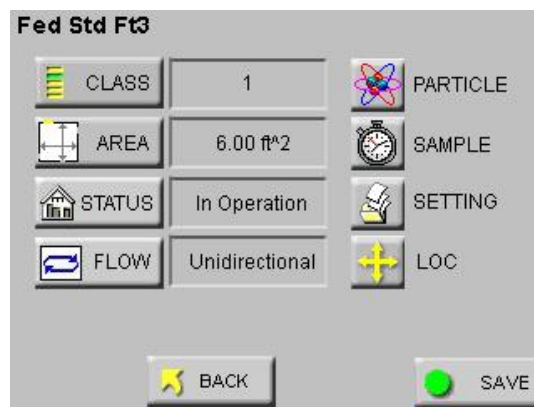 Fed Std Ft3
CLASS 1 PARTICLE
AREA 6.00 ft^2 SAMPLE
STATUS In Operation SETTING
FLOW Unidirectional LOC
BACK SAVE